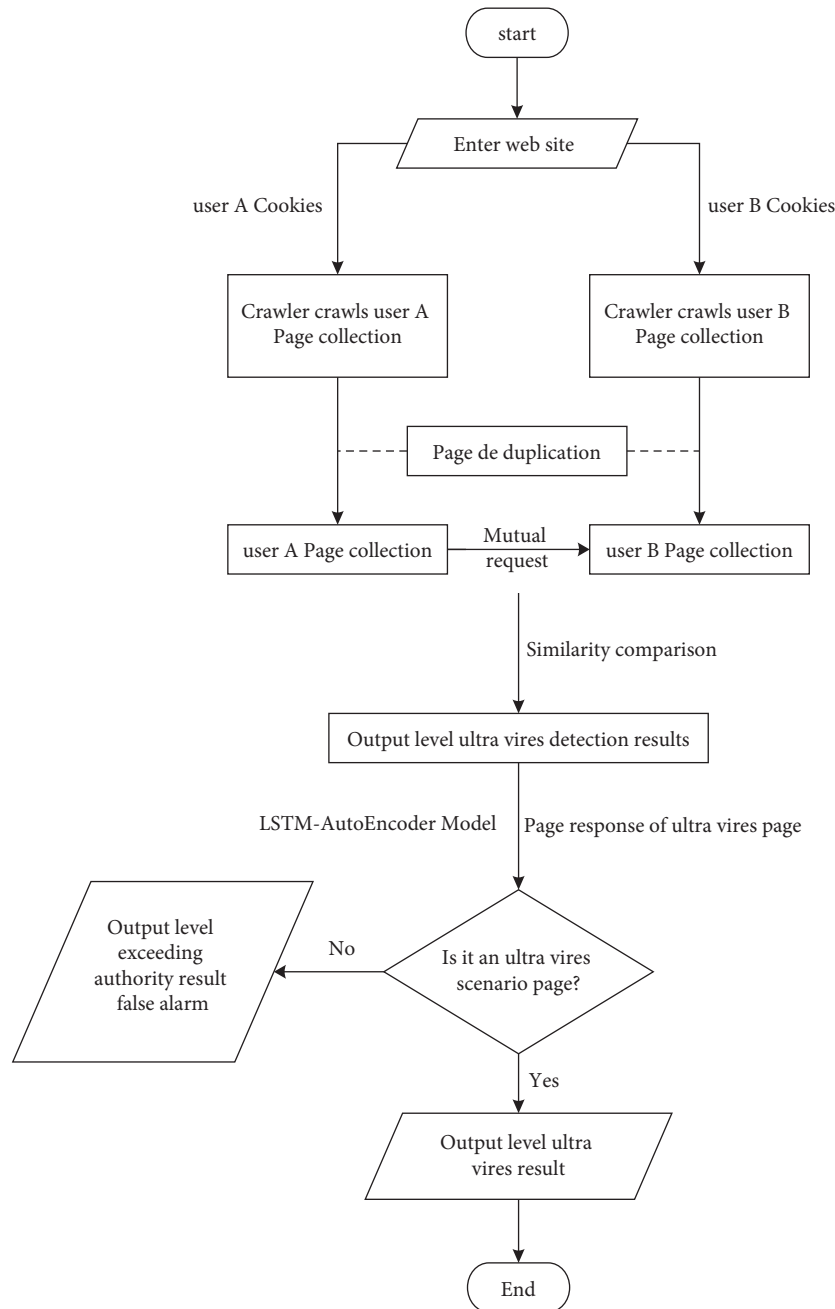 start
Enter web site
user A Cookies
user B Cookies
Crawler crawls user A
Page collection
Crawler crawls user B
Page collection
Page de duplication
user A Page collection
Mutual
request
user B Page collection
Similarity comparison
Output level ultra vires detection results
LSTM-AutoEncoder Model
Page response of ultra vires page
Output level
exceeding
authority result
false alarm
No
Is it an ultra vires
scenario page?
Yes
Output level ultra
vires result
End